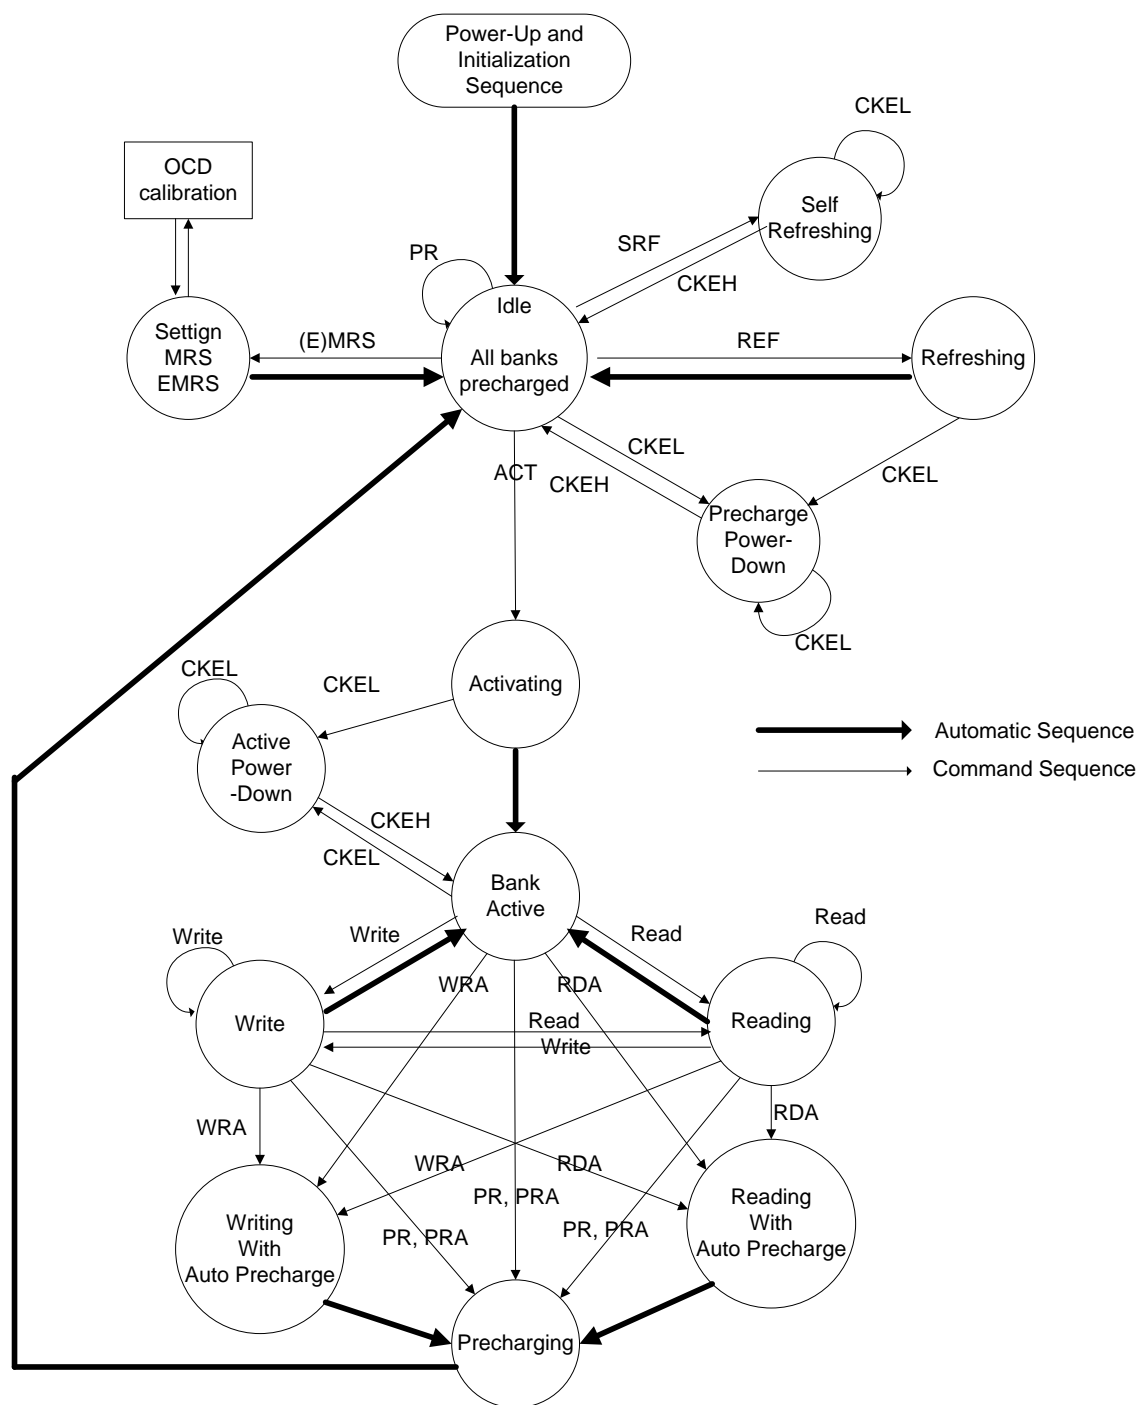 Power-Up and
Initialization
Sequence
CKEL
OCD
calibration
Self
Refreshing
SRF
PR
CKEH
Idle
Settign
MRS
EMRS
(E)MRS
All banks
precharged
REF
Refreshing
CKEL
ACT
CKEH
CKEL
Precharge
Power-
Down
CKEL
CKEL
CKEL
Activating
Active
Power
-Down
Automatic Sequence
Command Sequence
CKEH
CKEL
Bank
Active
Write
Write
Read
Read
WRA
RDA
Write
Read
Write
Reading
WRA
RDA
WRA
RDA
PR, PRA
PR, PRA
PR, PRA
Writing
With
Auto Precharge
Reading
With
Auto Precharge
Precharging